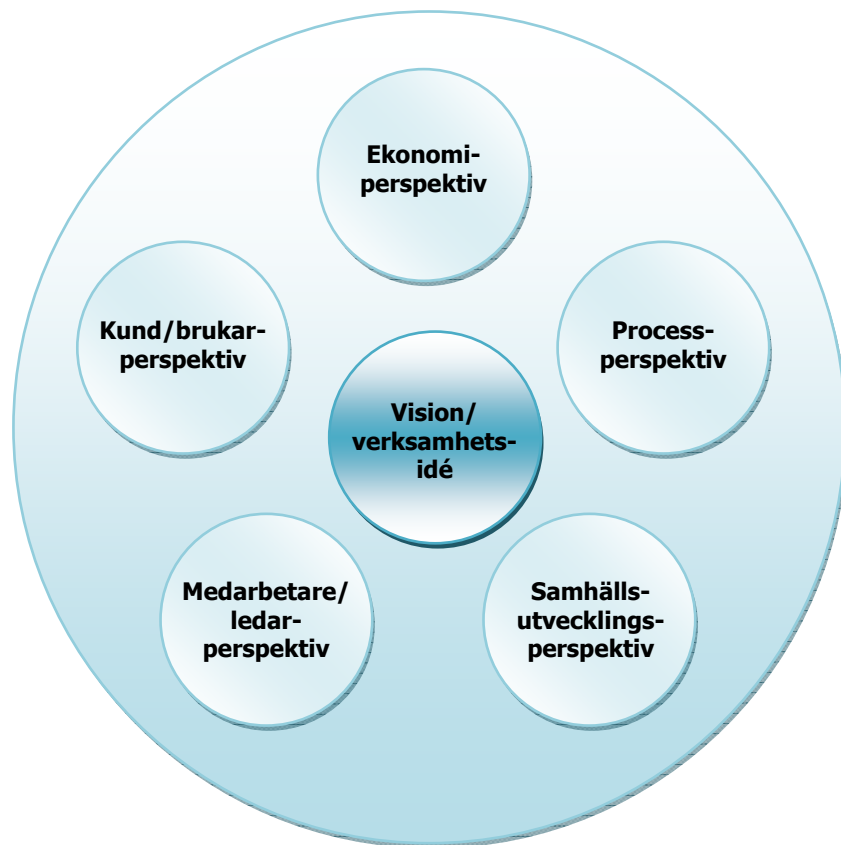 Ekonomi-
perspektiv
Kund/brukar-
perspektiv
Process-
perspektiv
Vision/
verksamhets-
idé
Medarbetare/
ledar-
perspektiv
Samhälls-
utvecklings-
perspektiv